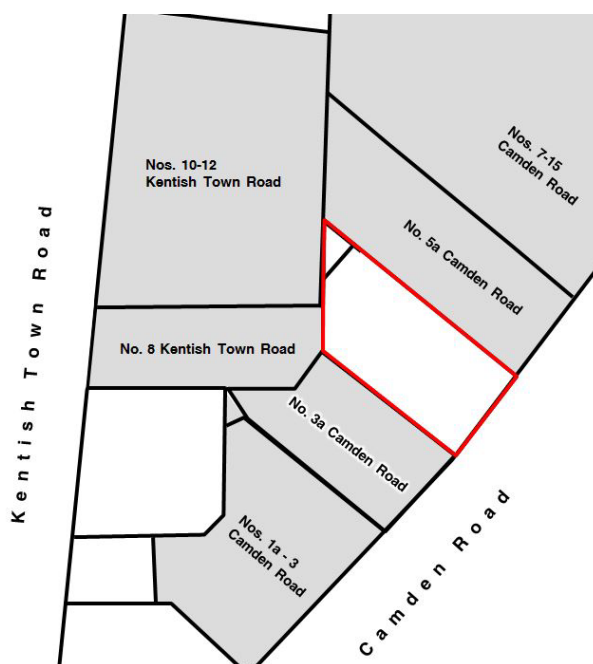 Nos. 10-12
Kentish Town Road
Nos. 7-15
Camden Road
No. 5a Camden Road
No. 8 Kentish Town Road
No. 3a Camden Road
Nos. 1a - 3
Camden Road
Kentish Town Road
Camden Road